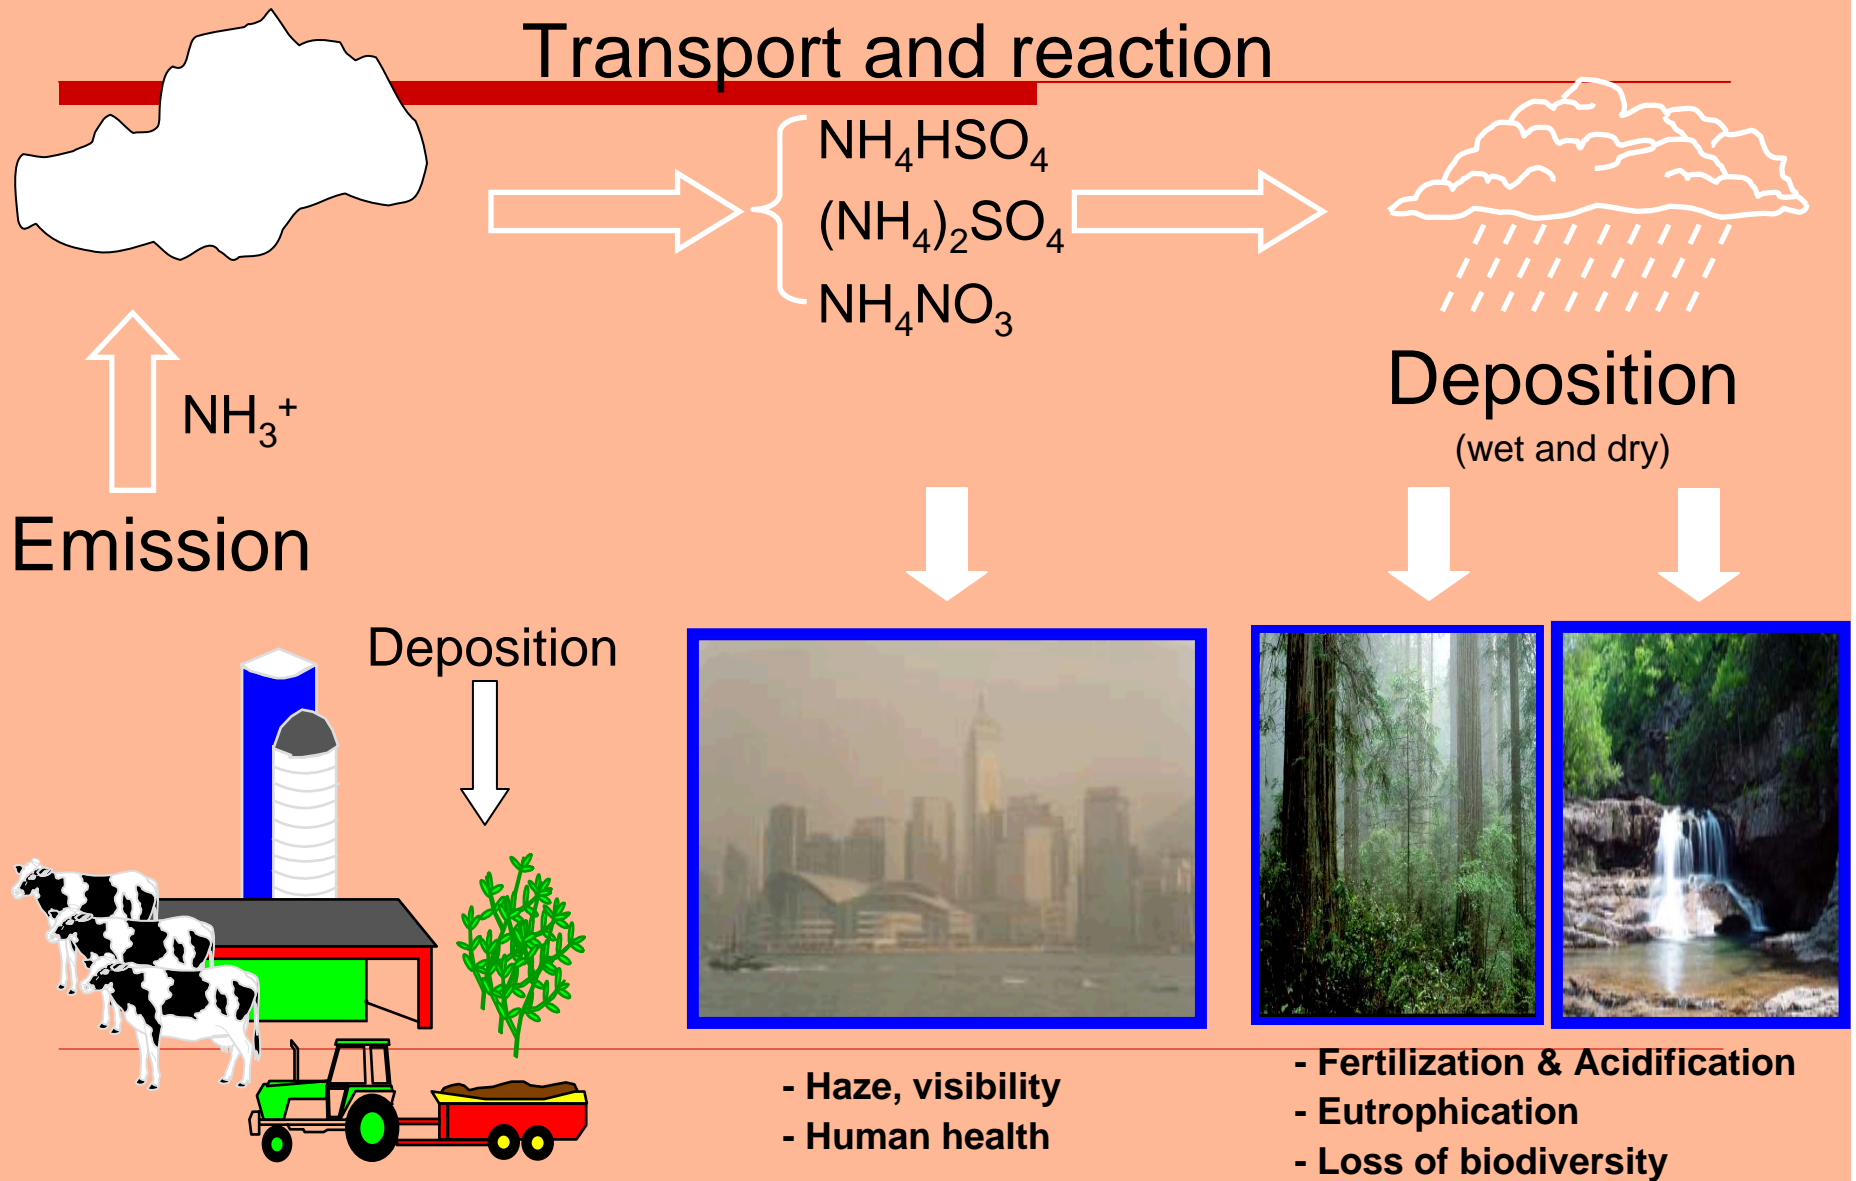 Transport and reaction
NH₄HSO₄
(NH₄)₂SO₄
NH₄NO₃
NH₃⁺
Deposition
(wet and dry)
Emission
Deposition
- Haze, visibility
- Human health
- Fertilization & Acidification
- Eutrophication
- Loss of biodiversity